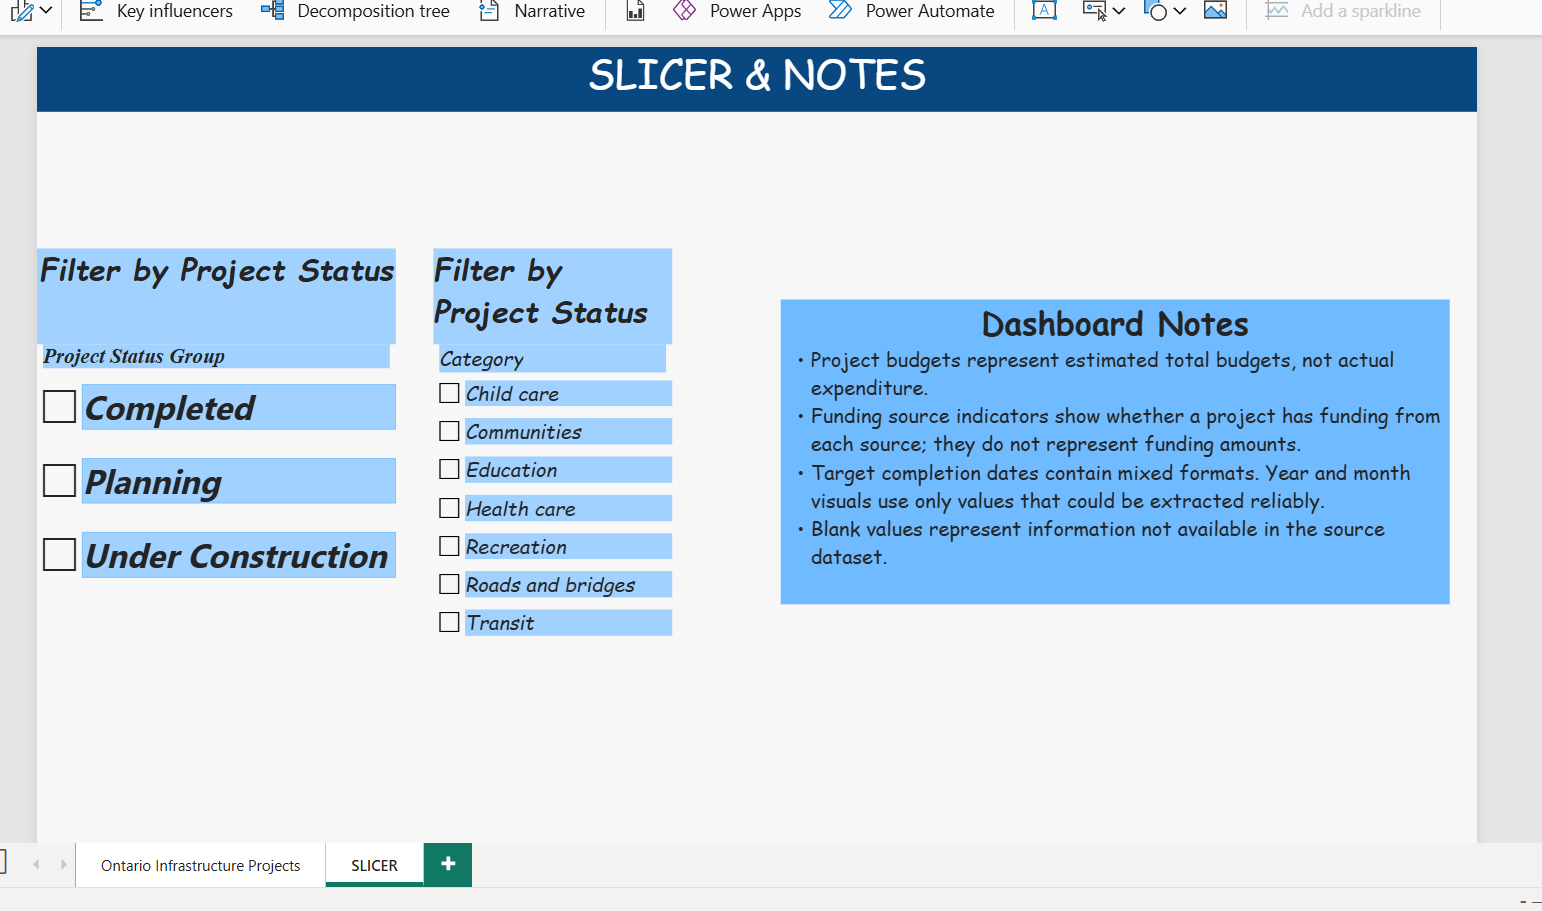 Key influencers Decomposition tree Narrative Power Apps Power Automate A Add a sparkline
SLICER & NOTES
Filter by Project Status
Project Status Group
Completed
Planning
Under Construction
Filter by
Project Status
Category
Child care
Communities
Education
Health care
Recreation
Roads and bridges
Transit
Dashboard Notes
• Project budgets represent estimated total budgets, not actual
expenditure.
• Funding source indicators show whether a project has funding from
each source; they do not represent funding amounts.
• Target completion dates contain mixed formats. Year and month
visuals use only values that could be extracted reliably.
• Blank values represent information not available in the source
dataset.
Ontario Infrastructure Projects SLICER +